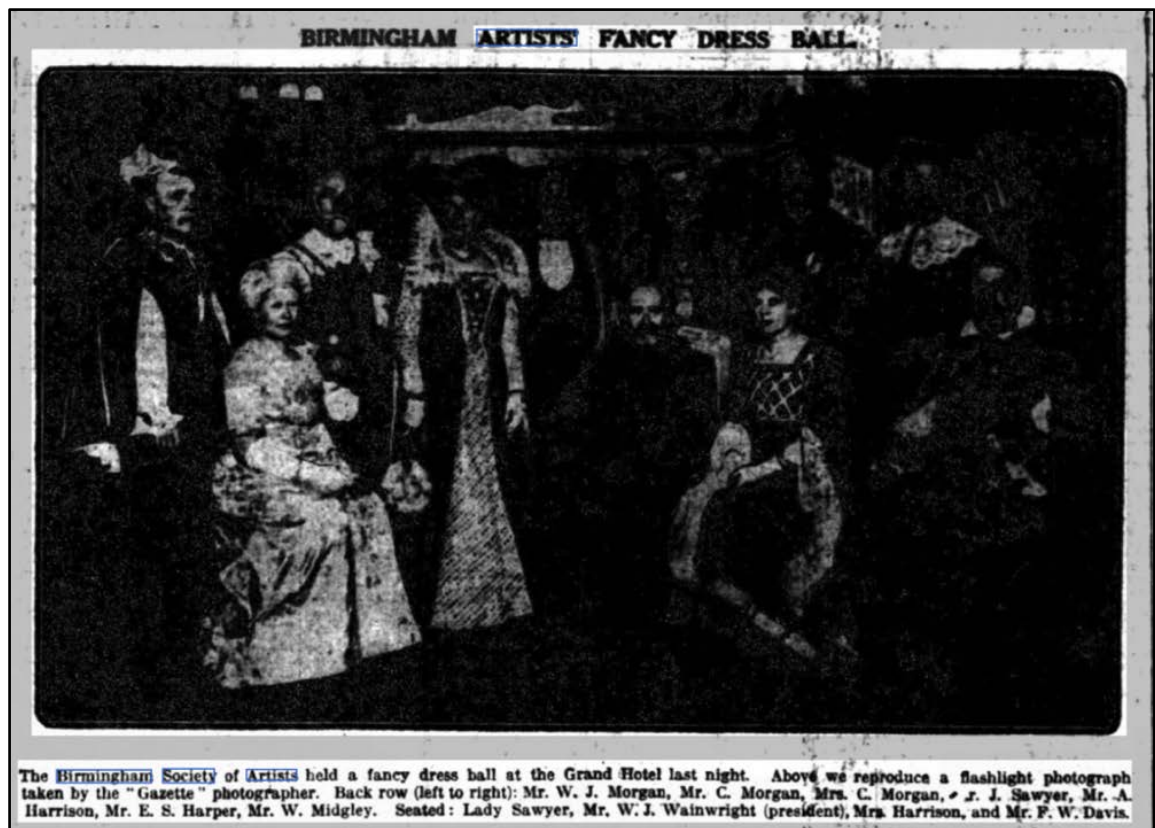 BIRMINGHAM ARTISTS' FANCY DRESS BALL.
The Birmingham Society of Artists held a fancy dress ball at the Grand Hotel last night. Above we reproduce a flashlight photograph
taken by the "Gazette" photographer. Back row (left to right): Mr. W. J. Morgan, Mr. C. Morgan, Mrs. C. Morgan, r. J. Sawyer, Mr. A.
Harrison, Mr. E. S. Harper, Mr. W. Midgley. Seated: Lady Sawyer, Mr. W. J. Wainwright (president), Mrs. Harrison, and Mr. F. W. Davis.